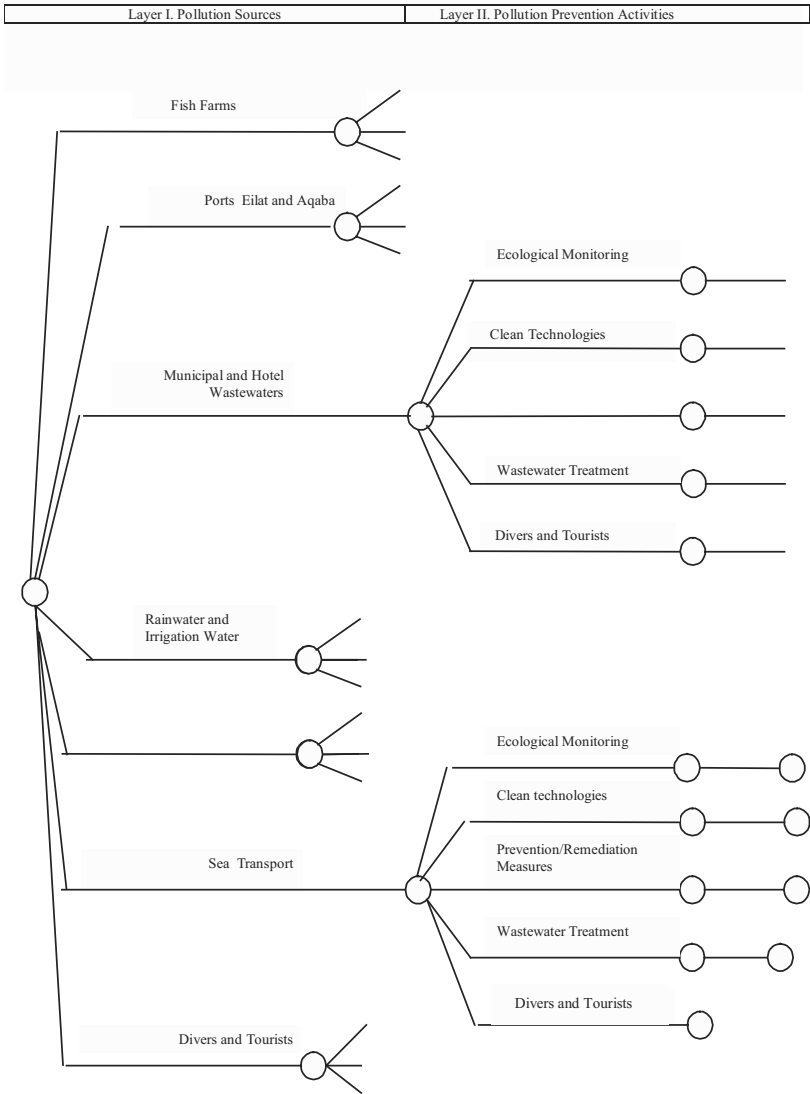 Layer I. Pollution Sources
Layer II. Pollution Prevention Activities
Fish Farms
Ports Eilat and Aqaba
Municipal and Hotel
Wastewaters
Ecological Monitoring
Clean Technologies
Wastewater Treatment
Divers and Tourists
Rainwater and
Irrigation Water
Sea Transport
Ecological Monitoring
Clean technologies
Prevention/Remediation
Measures
Wastewater Treatment
Divers and Tourists
Divers and Tourists